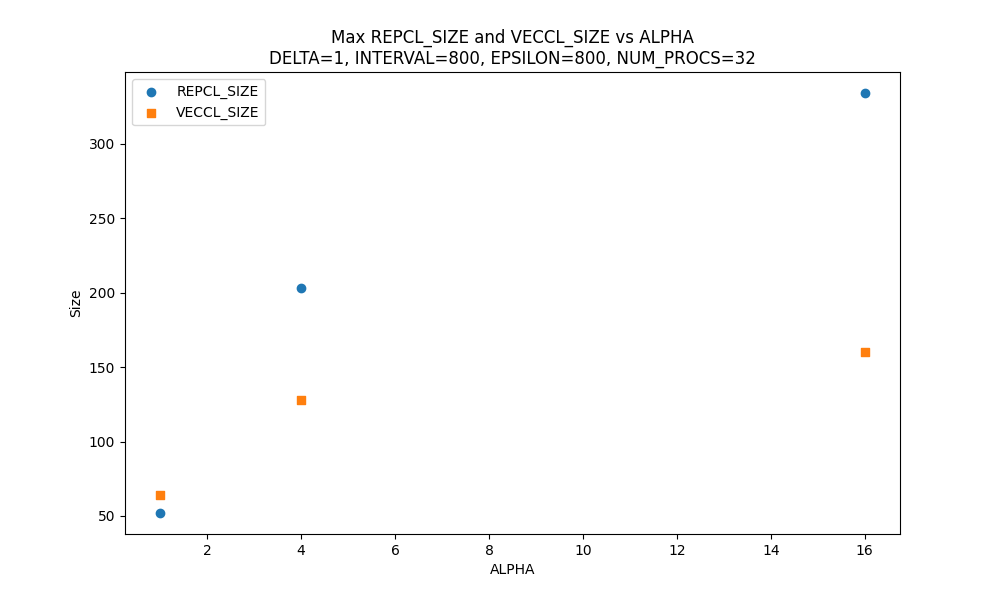 Max REPCL_SIZE and VECCL_SIZE vs ALPHA
DELTA=1, INTERVAL=800, EPSILON=800, NUM_PROCS=32
REPCL_SIZE
VECCL_SIZE
300
250
200
150
100
50
Size
2 4 6 8 10 12 14 16
ALPHA